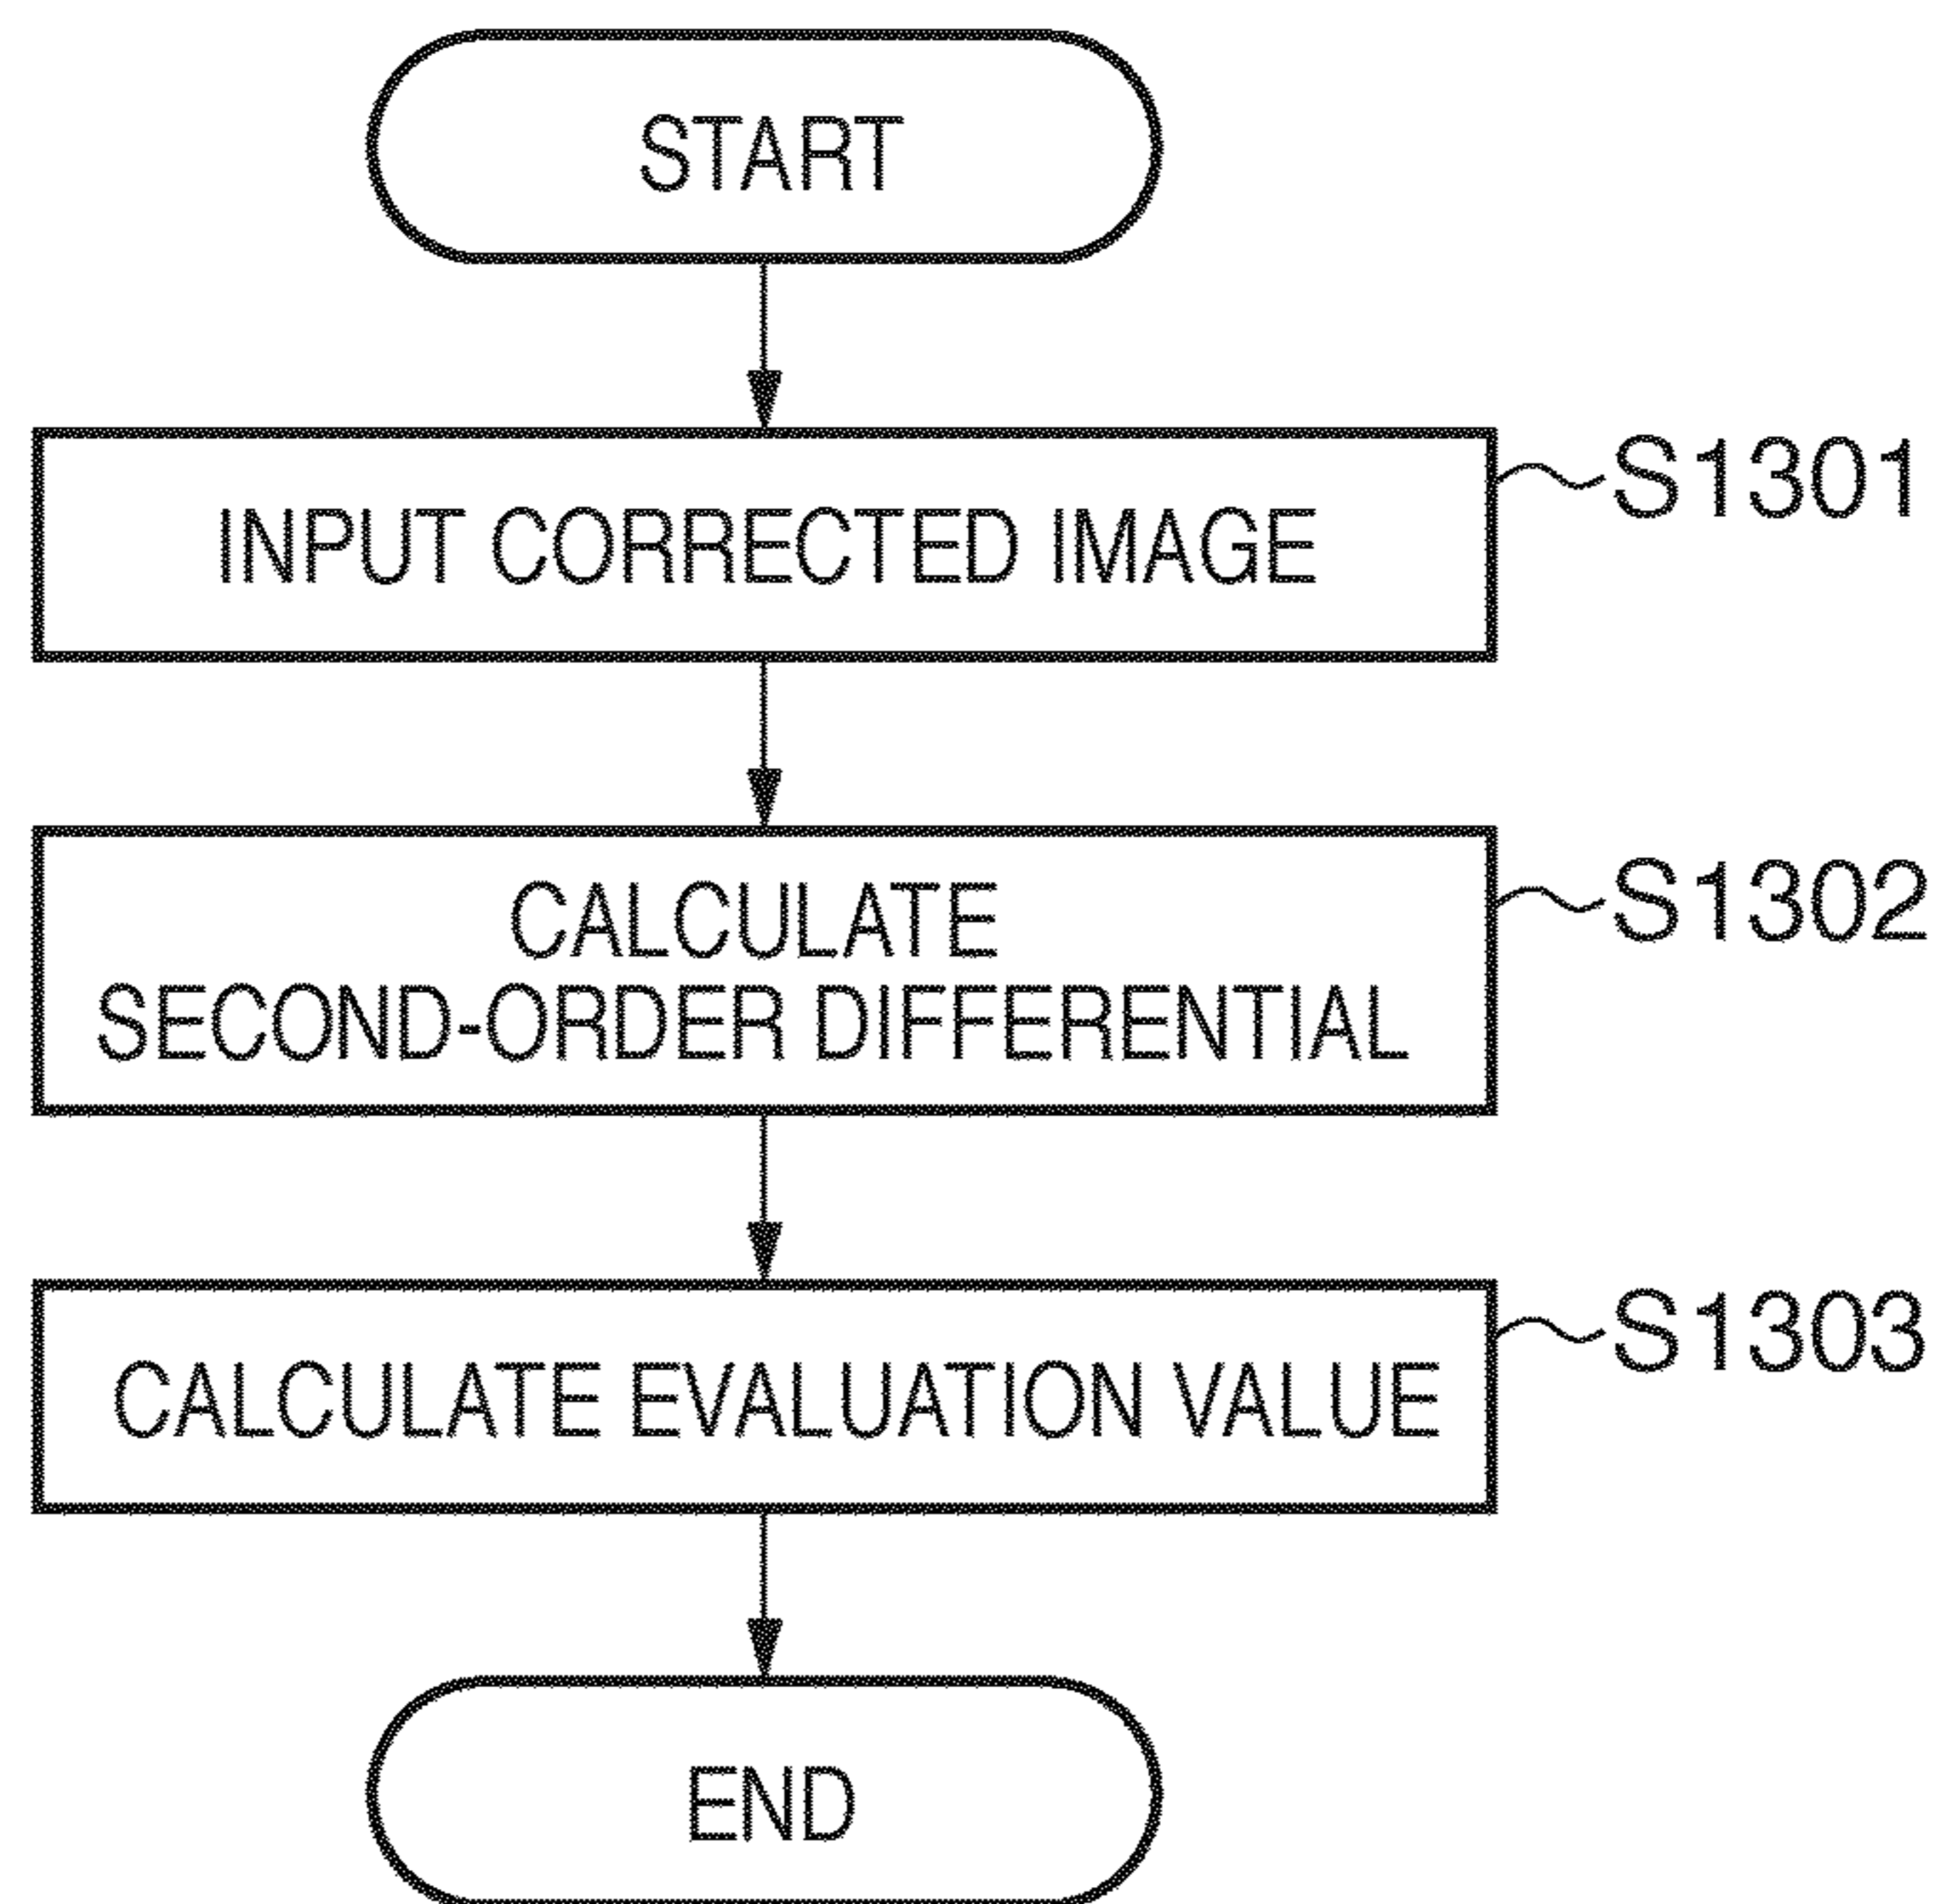 START
INPUT CORRECTED IMAGE
S1301
CALCULATE
SECOND-ORDER DIFFERENTIAL
S1302
CALCULATE EVALUATION VALUE
S1303
END